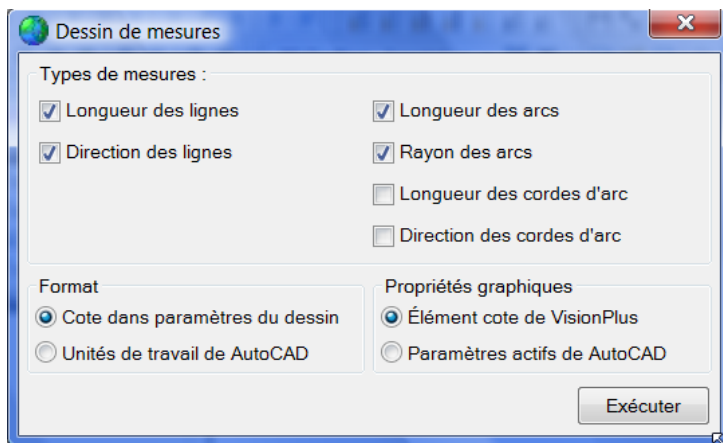 Dessin de mesures
Types de mesures :
Longueur des lignes
Direction des lignes
Longueur des arcs
Rayon des arcs
Longueur des cordes d'arc
Direction des cordes d'arc
Format
Cote dans paramètres du dessin
Unités de travail de AutoCAD
Propriétés graphiques
Élément cote de VisionPlus
Paramètres actifs de AutoCAD
Exécuter